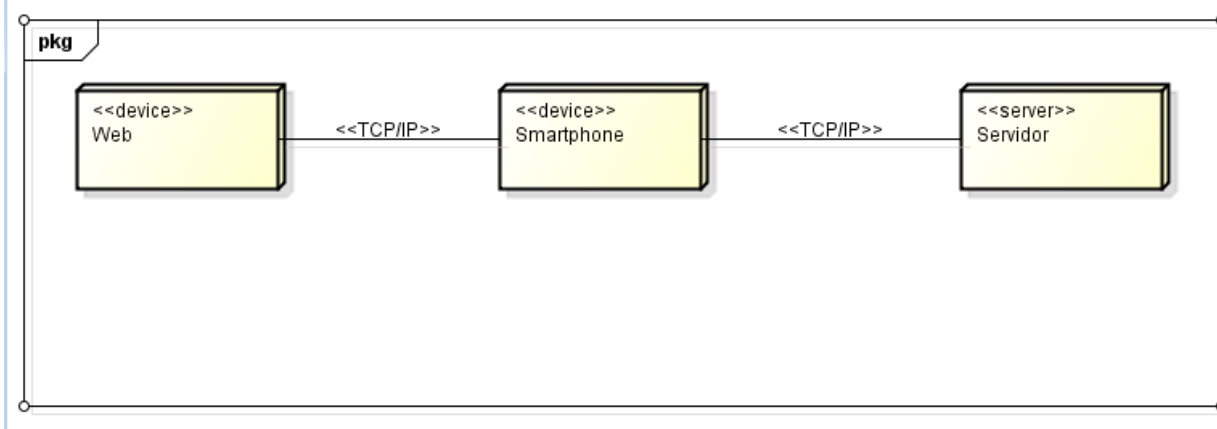 pkg
<<device>>
Web
<<TCP/IP>>
<<device>>
Smartphone
<<TCP/IP>>
<<server>>
Servidor